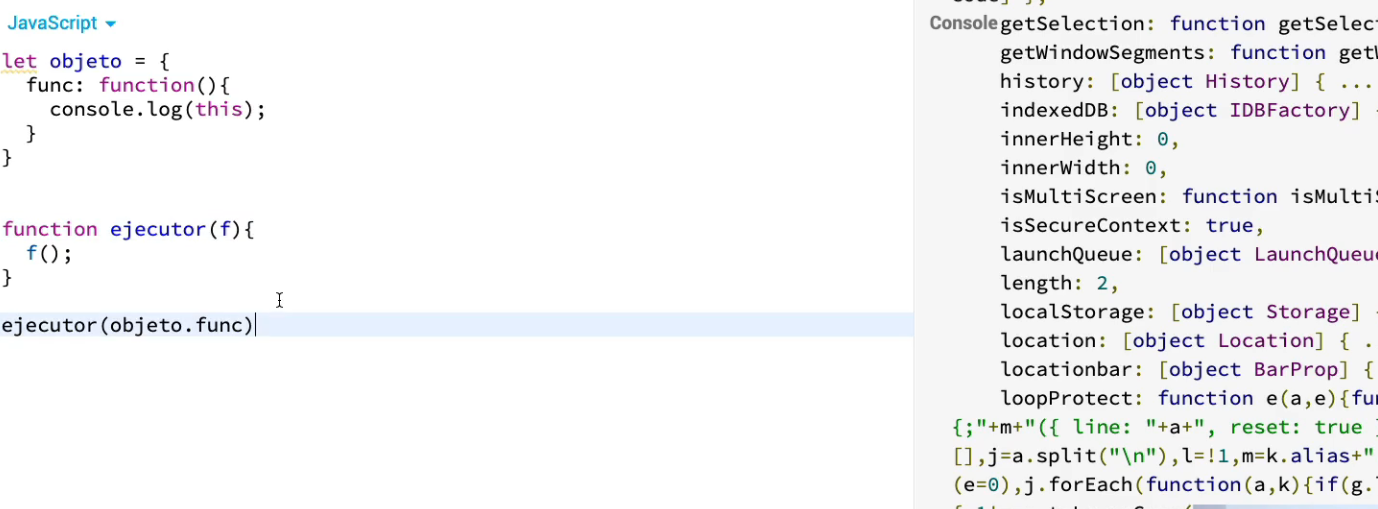 JavaScript
let objeto = {
func: function(){
console.log(this);
}
}
function ejecutor(f){
f();
}
ejecutor(objeto.func)
Console
getSelection: function getSelec
getWindowSegments: function getW
history: [object History] { ...
indexedDB: [object IDBFactory] {
innerHeight: 0,
innerWidth: 0,
isMultiScreen: function isMultiS
isSecureContext: true,
launchQueue: [object LaunchQueue
length: 2,
localStorage: [object Storage] {
location: [object Location] { .
locationbar: [object BarProp] {
loopProtect: function e(a,e){fun
{;"+m+"({ line: "+a+", reset: true }
[],j=a.split("\n"),l=!1,m=k.alias+"
(e=0),j.forEach(function(a,k){if(g.